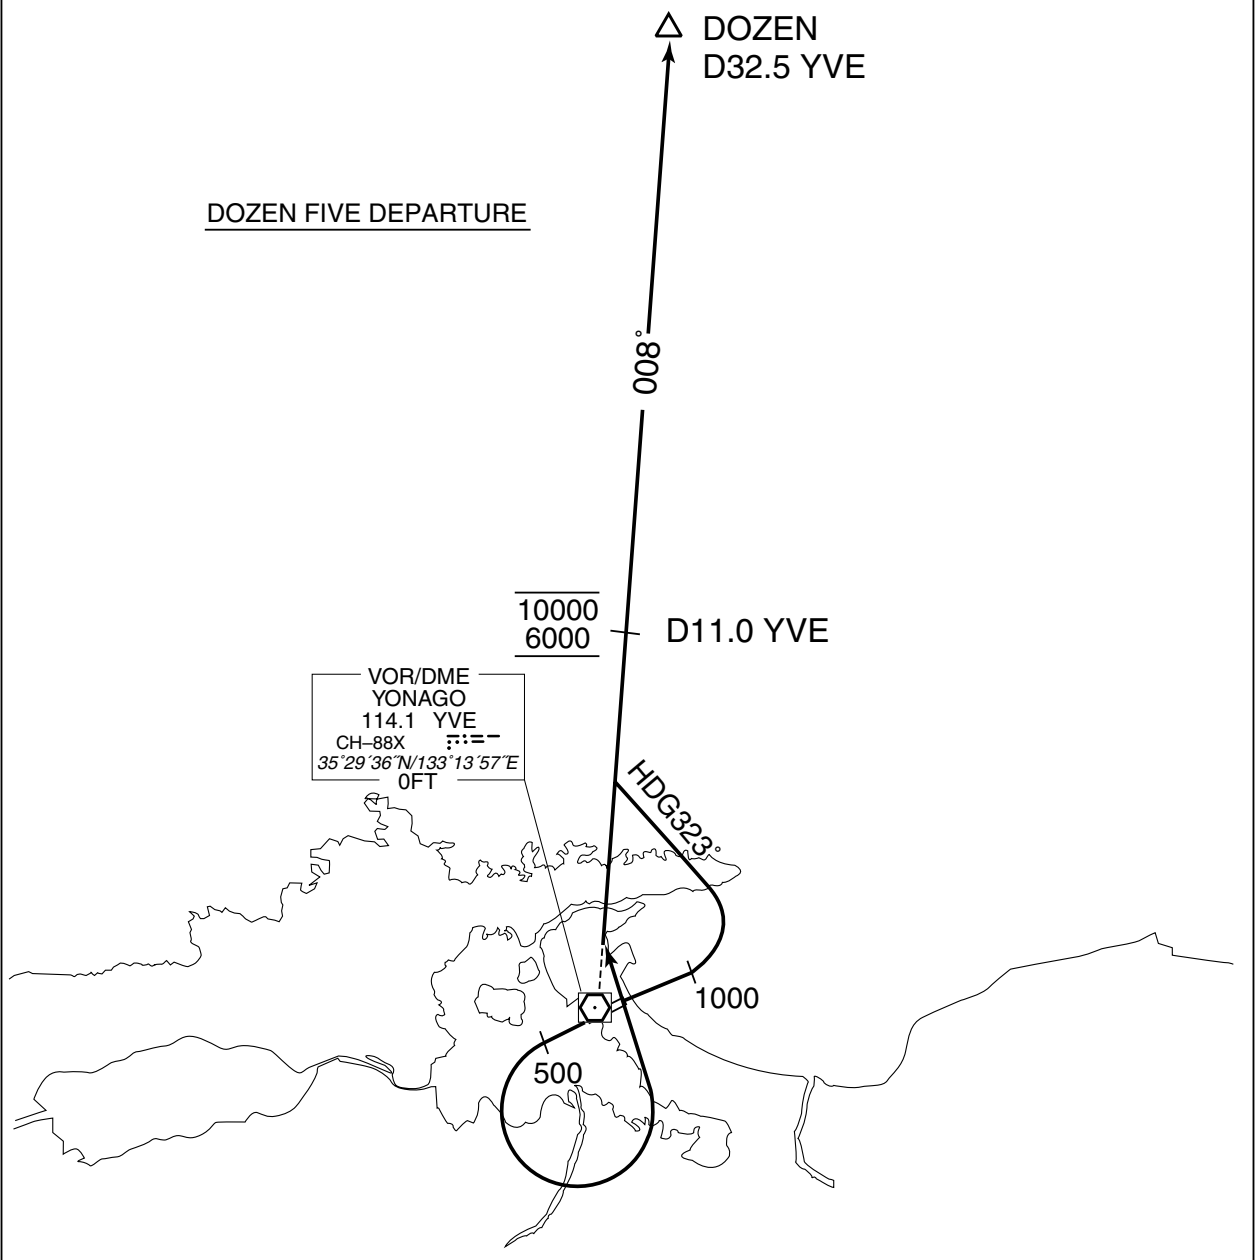 DOZEN
D32.5 YVE
DOZEN FIVE DEPARTURE
008°
10000
6000
D11.0 YVE
VOR/DME
YONAGO
114.1 YVE
CH–88X
35°29´36˝N/133°13´57˝E
0FT
HDG323°
1000
500